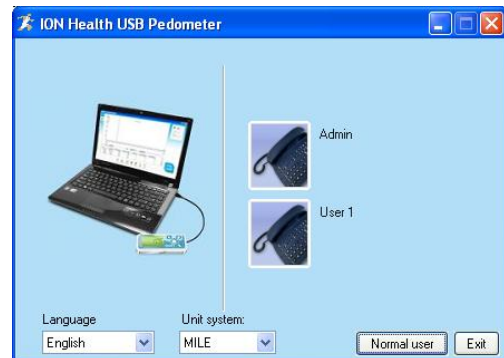 ION Health USB Pedometer
Admin
User 1
Language
Unit system:
English
MILE
Normal user
Exit